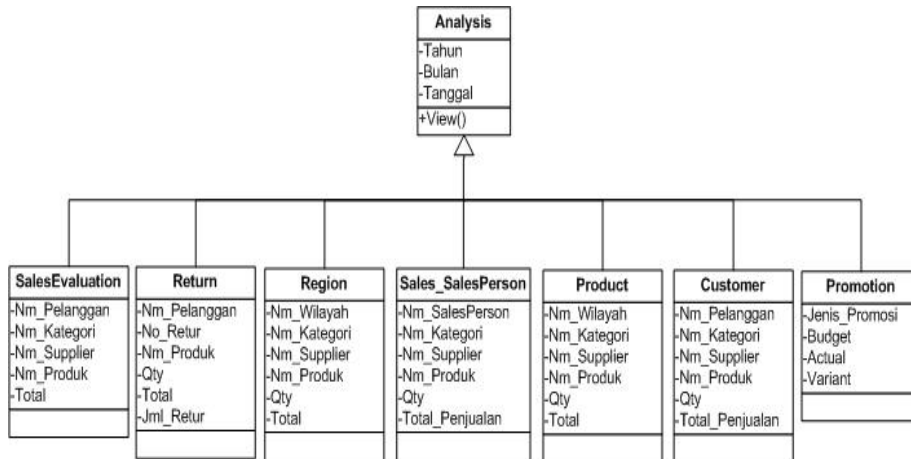 Analysis
-Tahun
-Bulan
-Tanggal
+View()
SalesEvaluation
-Nm_Pelanggan
-Nm_Kategori
-Nm_Supplier
-Nm_Produk
-Total
Return
-Nm_Pelanggan
-No_Retur
-Nm_Produk
-Qty
-Total
-Jml_Retur
Region
-Nm_Wilayah
-Nm_Kategori
-Nm_Supplier
-Nm_Produk
-Qty
-Total
Sales_SalesPerson
-Nm_SalesPerson
-Nm_Kategori
-Nm_Supplier
-Nm_Produk
-Qty
-Total_Penjualan
Product
-Nm_Wilayah
-Nm_Kategori
-Nm_Supplier
-Nm_Produk
-Qty
-Total
Customer
-Nm_Pelanggan
-Nm_Kategori
-Nm_Supplier
-Nm_Produk
-Qty
-Total_Penjualan
Promotion
-Jenis_Promosi
-Budget
-Actual
-Variant